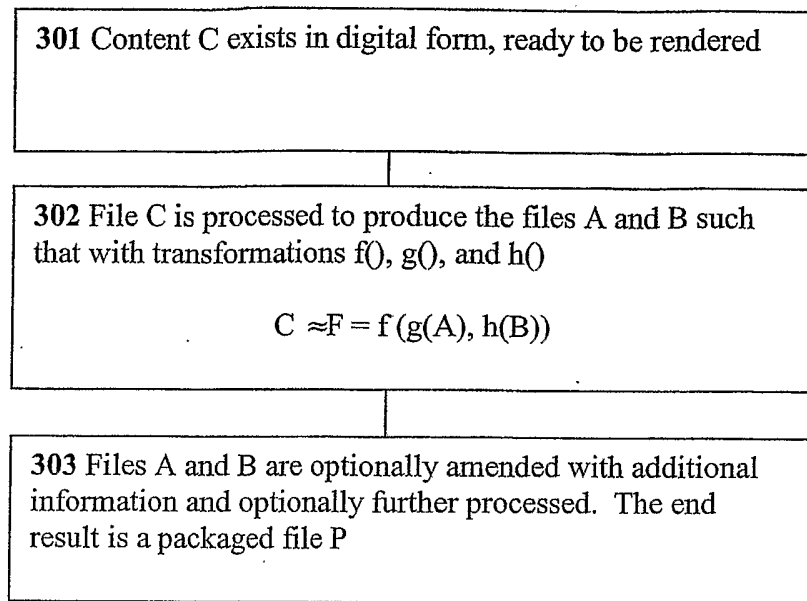 301 Content C exists in digital form, ready to be rendered
302 File C is processed to produce the files A and B such
that with transformations f(), g(), and h()
C ≈F = f (g(A), h(B))
303 Files A and B are optionally amended with additional
information and optionally further processed. The end
result is a packaged file P